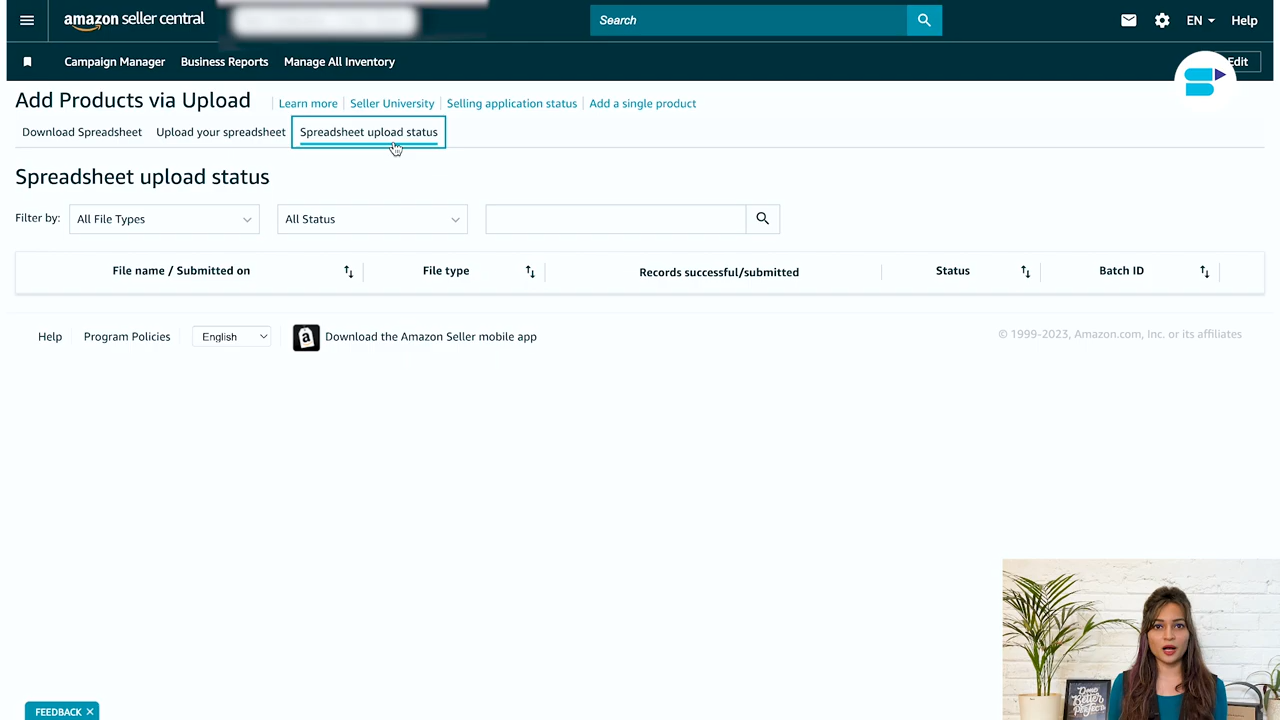 amazon seller central
Search
EN
Help
Campaign Manager
Business Reports
Manage All Inventory
Edit
Add Products via Upload
Learn more
Seller University
Selling application status
Add a single product
Download Spreadsheet
Upload your spreadsheet
Spreadsheet upload status
Spreadsheet upload status
Filter by:
All File Types
All Status
File name / Submitted on
File type
Records successful/submitted
Status
Batch ID
Help
Program Policies
English
a
Download the Amazon Seller mobile app
© 1999-2023, Amazon.com, Inc. or its affiliates
FEEDBACK ×
Done
Better
Perfect